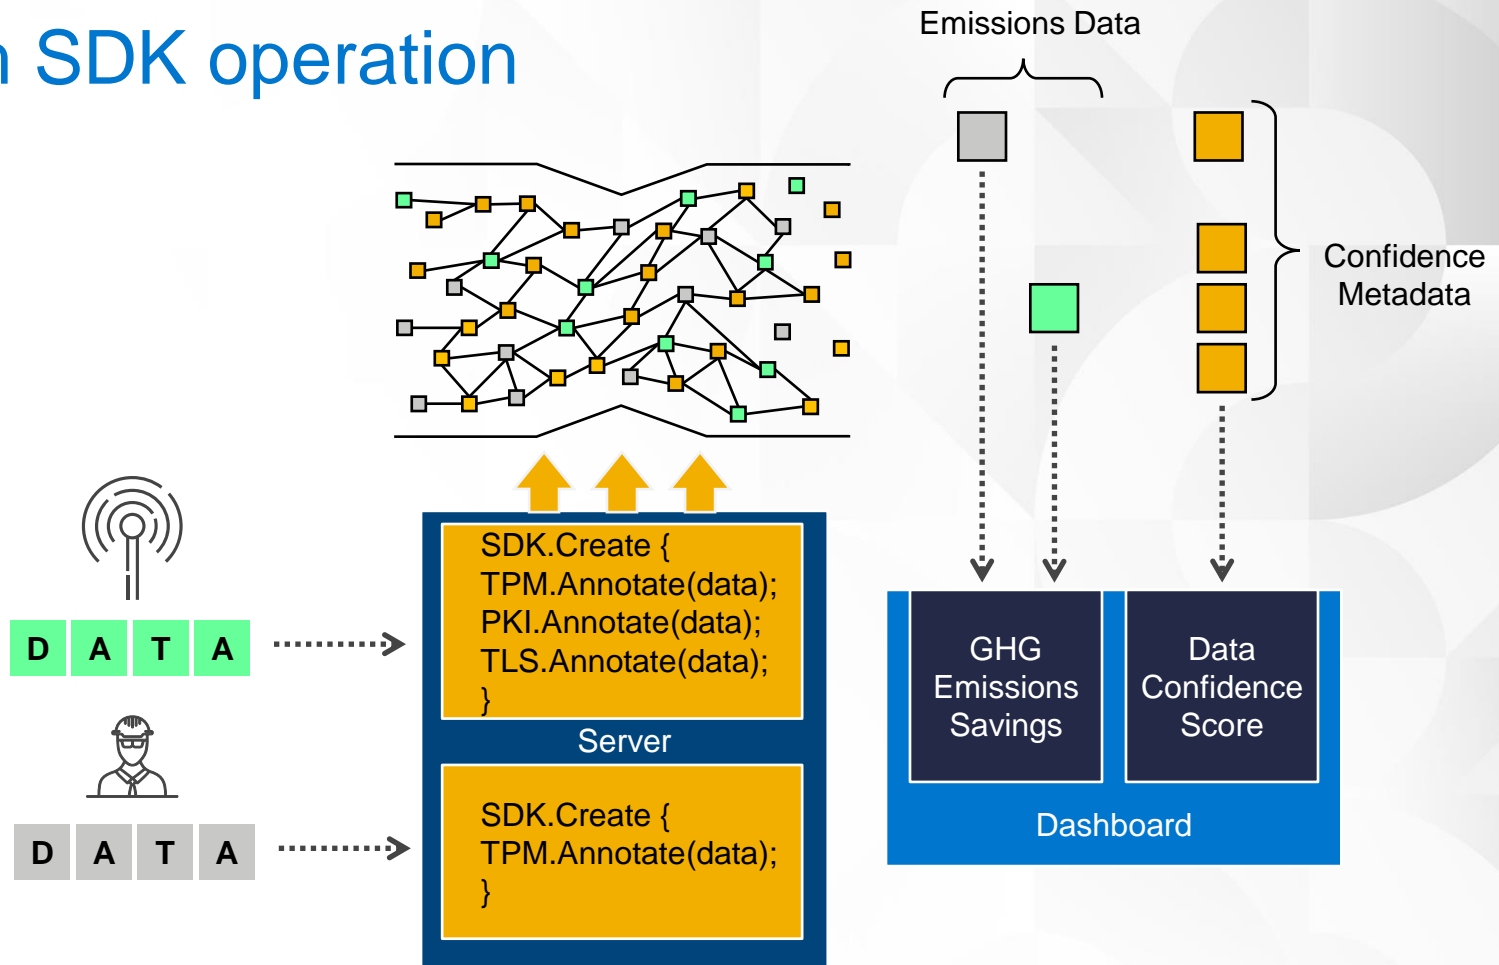 n SDK operation
Emissions Data
Confidence
Metadata
SDK.Create {
TPM.Annotate(data);
PKI.Annotate(data);
TLS.Annotate(data);
}
D A T A
Server
SDK.Create {
TPM.Annotate(data);
}
D A T A
GHG
Emissions
Savings
Data
Confidence
Score
Dashboard